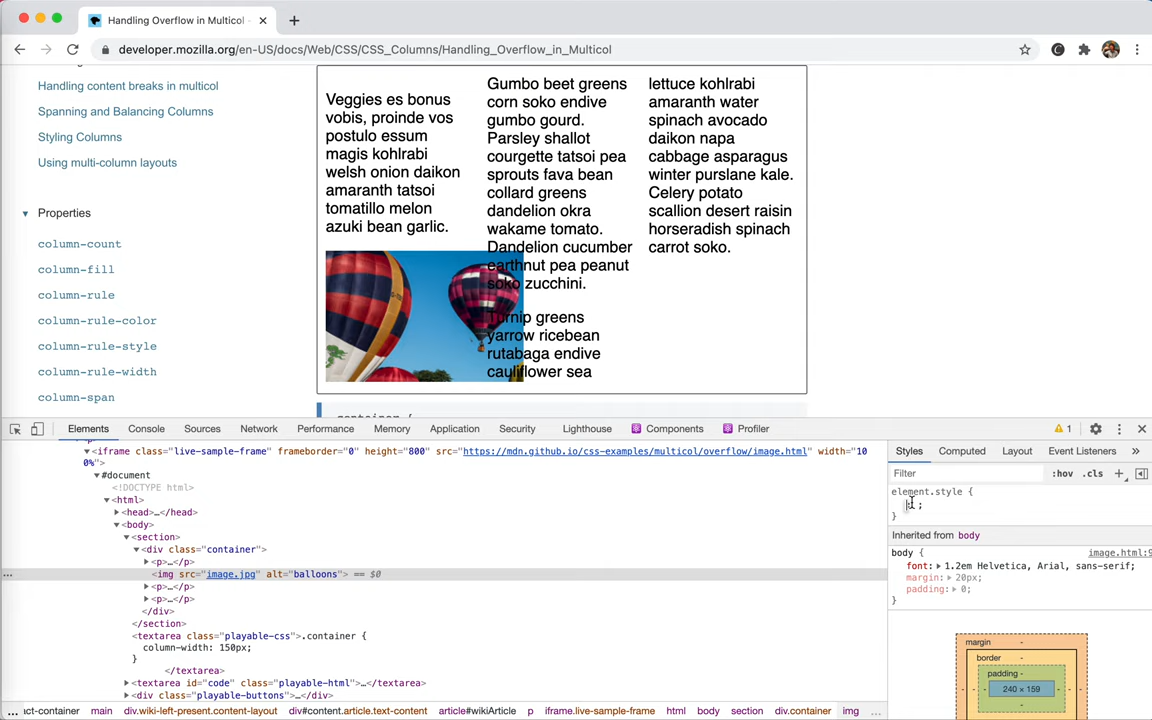 Handling Overflow in Multicol -
developer.mozilla.org/en-US/docs/Web/CSS/CSS_Columns/Handling_Overflow_in_Multicol
Handling content breaks in multicol
Spanning and Balancing Columns
Styling Columns
Using multi-column layouts
Properties
column-count
column-fill
column-rule
column-rule-color
column-rule-style
column-rule-width
column-span
Veggies es bonus
vobis, proinde vos
postulo essum
magis kohlrabi
welsh onion daikon
amaranth tatsoi
tomatillo melon
azuki bean garlic.
Gumbo beet greens
corn soko endive
gumbo gourd.
Parsley shallot
courgette tatsoi pea
sprouts fava bean
collard greens
dandelion okra
wakame tomato.
Dandelion cucumber
earthnut pea peanut
soko zucchini.
Turnip greens
yarrow ricebean
rutabaga endive
cauliflower sea
lettuce kohlrabi
amaranth water
spinach avocado
daikon napa
cabbage asparagus
winter purslane kale.
Celery potato
scallion desert raisin
horseradish spinach
carrot soko.
Elements Console Sources Network Performance Memory Application Security Lighthouse Components Profiler 1
<iframe class="live-sample-frame" frameborder="0" height="800" src="https://mdn.github.io/css-examples/multicol/overflow/image.html" width="10
0%">
#document
<!DOCTYPE html>
<html>
<head>…</head>
<body>
<section>
<div class="container">
<p>…</p>
<img src="image.jpg" alt="balloons"> == $0
<p>…</p>
<p>…</p>
</div>
</section>
<textarea class="playable-css">.container {
column-width: 150px;
}
</textarea>
<textarea id="code" class="playable-html">…</textarea>
<div class="playable-buttons">…</div>
… act-container main div.wiki-left-present.content-layout div#content.article.text-content article#wikiArticle p iframe.live-sample-frame html body section div.container img …
Styles Computed Layout Event Listeners »
Filter :hov .cls +
element.style {
: ;
}
Inherited from body
body { image.html:9
font: 1.2em Helvetica, Arial, sans-serif;
margin: 20px;
padding: 0;
}
margin -
border -
padding -
240 × 159